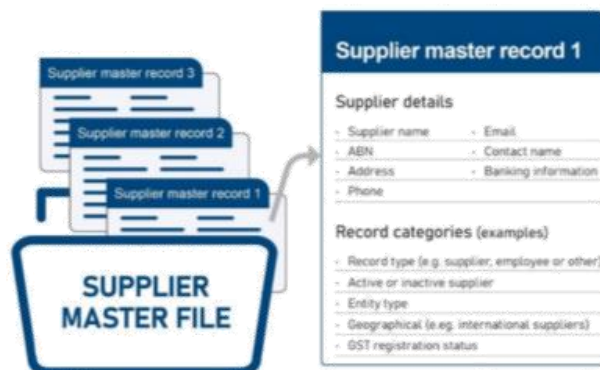 Supplier master record 3
Supplier master record 2
Supplier master record 1
SUPPLIER
MASTER FILE
Supplier master record 1
Supplier details
- Supplier name
- Email
- ABN
- Contact name
- Address
- Banking information
- Phone
Record categories (examples)
- Record type (e.g. supplier, employee or other)
- Active or inactive supplier
- Entity type
- Geographical (e.eg. international suppliers)
- GST registration status